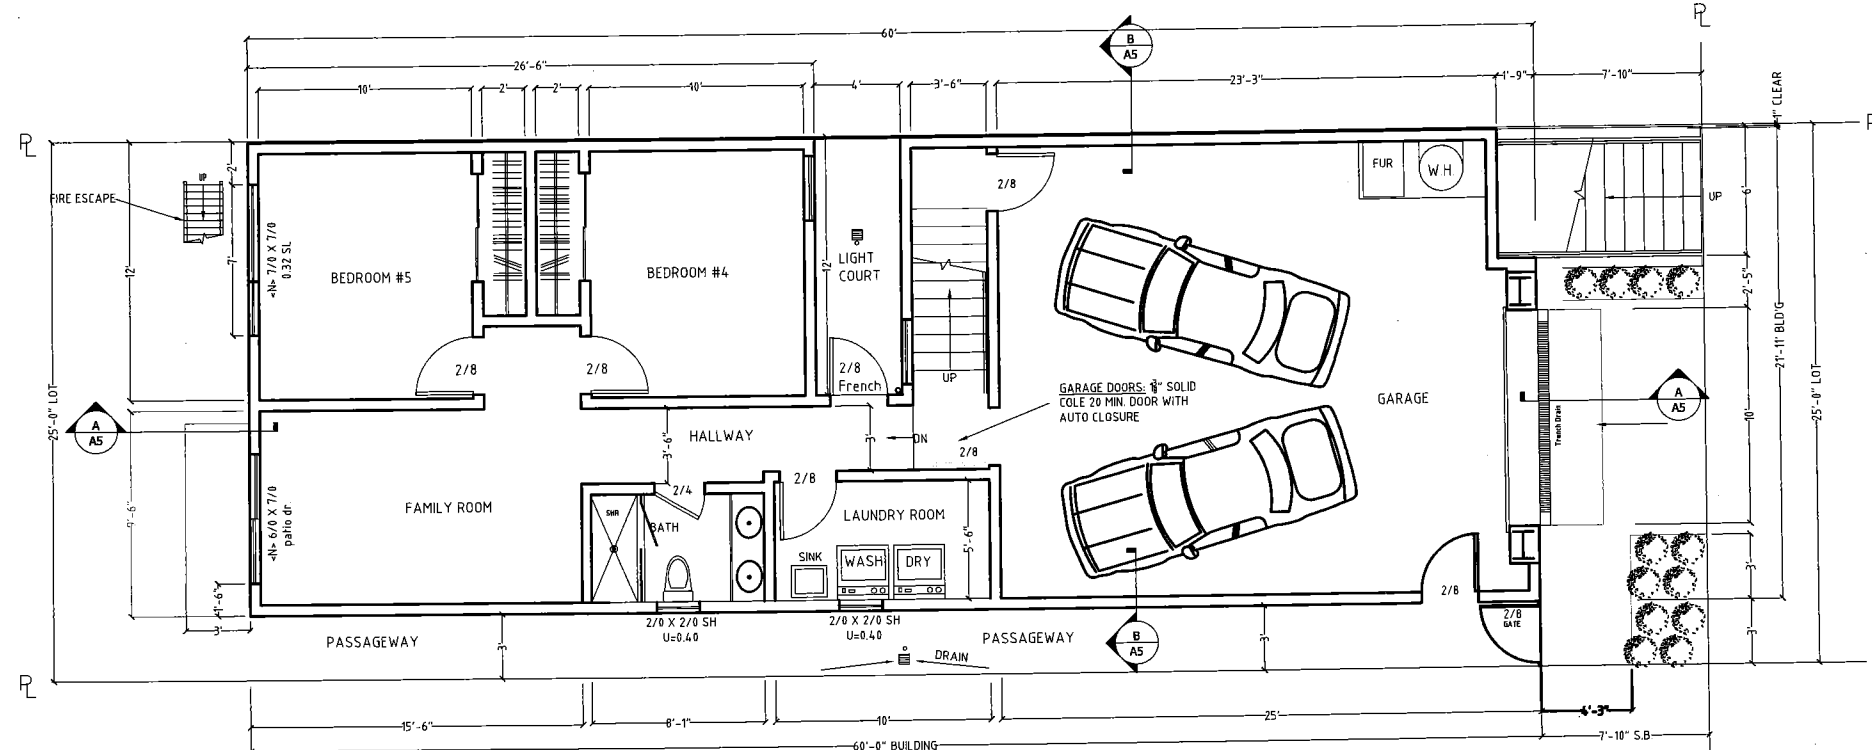 PL
60'
B
A5
26'-6"
10'
2'
2'
10'
4'
3'-6"
23'-3"
1'-9"
7'-10"
1" CLEAR
PL
PL
FIRE ESCAPE
UP
2'
12'
7'
<N> 7/0 X 7/0
0.32 SL
BEDROOM #5
BEDROOM #4
12'
LIGHT
COURT
2/8
FUR
W.H.
UP
6'
2'-5"
21'-11" BLD'G
25'-0" LOT
25'-0" LOT
2/8
2/8
2/8
French
UP
GARAGE DOORS: 1⅜" SOLID
COLE 20 MIN. DOOR WITH
AUTO CLOSURE
GARAGE
A
A5
A
A5
Trench Drain
10'
HALLWAY
3'-6"
3'
DN
2/8
FAMILY ROOM
<N> 6/0 X 7/0
patio dr.
2/4
2/8
SHR
BATH
LAUNDRY ROOM
5'-6"
SINK
WASH
DRY
1'-6"
3'
2/8
2/8
GATE
3'
3'
PASSAGEWAY
3'
2/0 X 2/0 SH
U=0.40
2/0 X 2/0 SH
U=0.40
PASSAGEWAY
DRAIN
B
A5
3'
PL
15'-6"
8'-1"
10'
25'
4'-3"
60'-0" BUILDING
7'-10" S.B